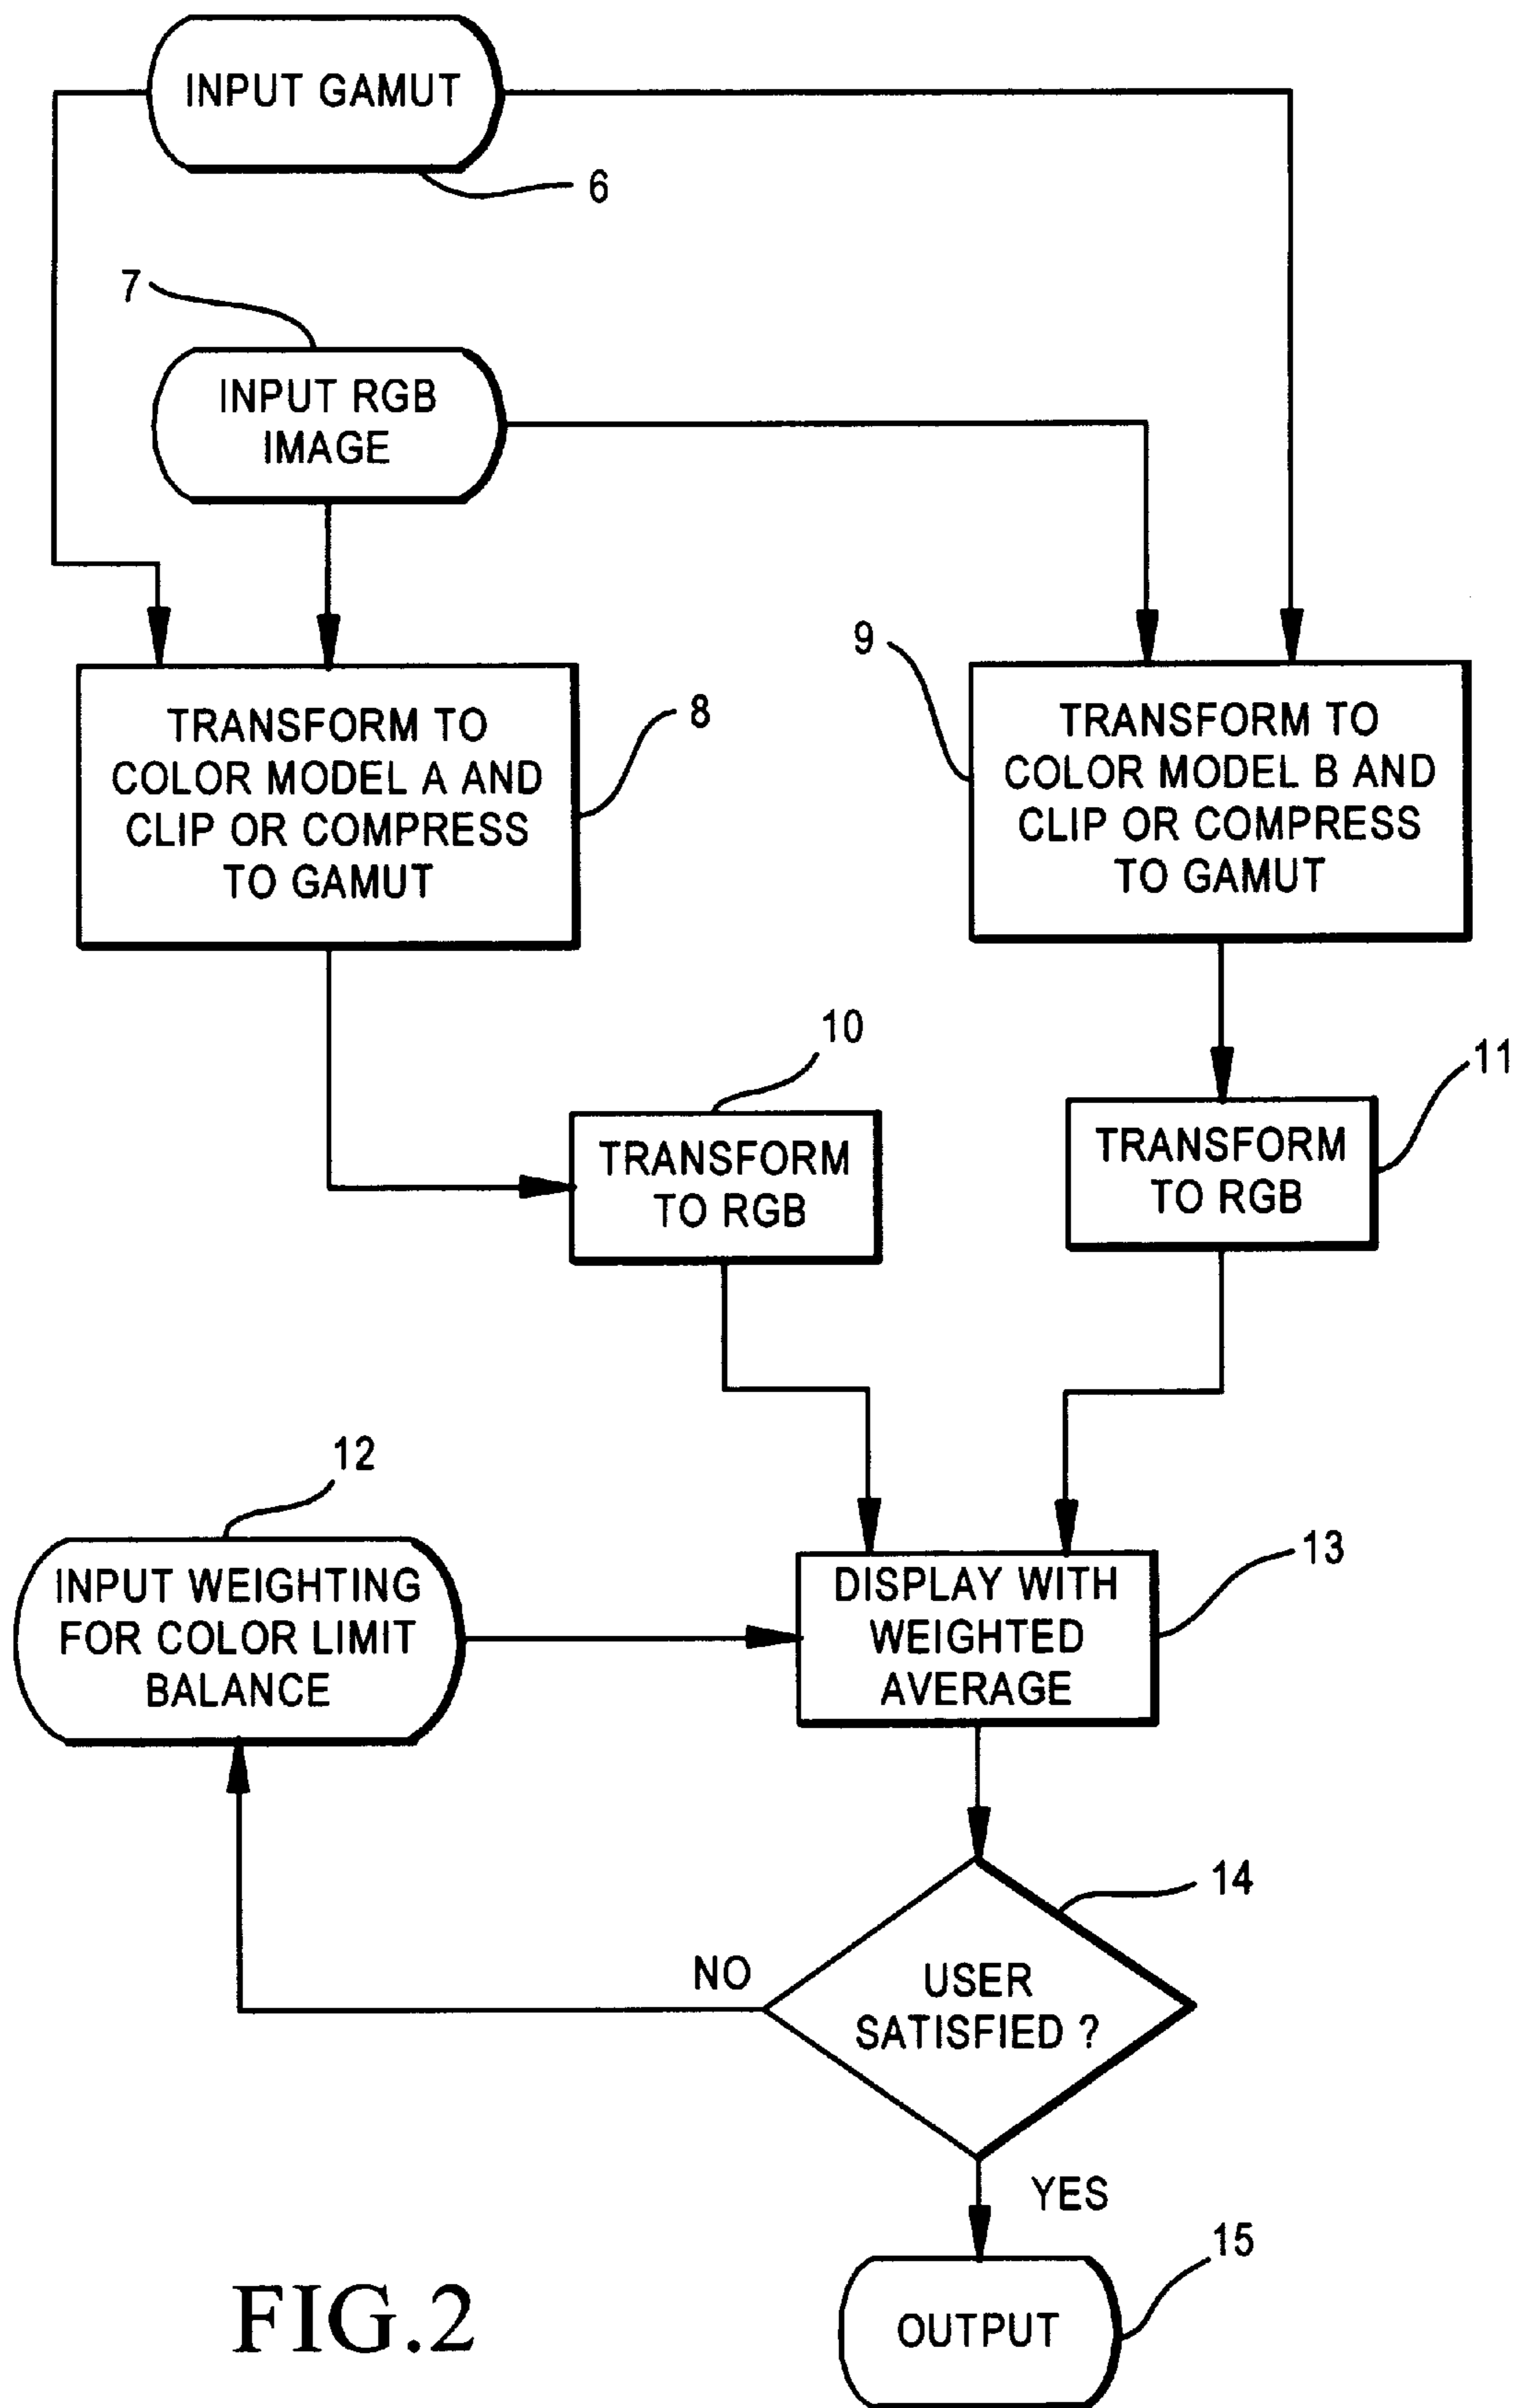 INPUT GAMUT
6
7
INPUT RGB
IMAGE
8
TRANSFORM TO
COLOR MODEL A AND
CLIP OR COMPRESS
TO GAMUT
9
TRANSFORM TO
COLOR MODEL B AND
CLIP OR COMPRESS
TO GAMUT
10
TRANSFORM
TO RGB
11
TRANSFORM
TO RGB
12
INPUT WEIGHTING
FOR COLOR LIMIT
BALANCE
13
DISPLAY WITH
WEIGHTED
AVERAGE
14
NO
USER
SATISFIED ?
YES
15
OUTPUT
FIG.2